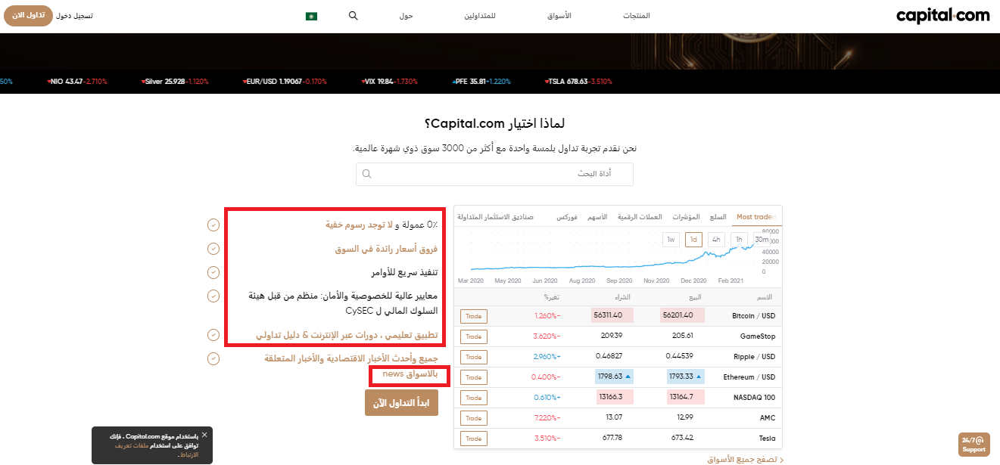 capital.com
المنتجات
الأسواق
للمتداولين
حول
تسجيل دخول
تداول الان
TSLA 678.63 -3.510%
PFE 35.81 +1.220%
VIX 19.84 -1.730%
EUR/USD 1.19067 -0.170%
Silver 25.928 -1.120%
NIO 43.47 -2.710%
50%
لماذا اختيار Capital.com؟
نحن نقدم تجربة تداول بلمسة واحدة مع أكثر من 3000 سوق ذوي شهرة عالمية.
أداة البحث
Most traded السلع المؤشرات العملات الرقمية الأسهم فوركس صناديق الاستثمار المتداولة
1w 1d 4h 1h 30m
80000
000
40000
20000
0
Mar 2020 May 2020 Jun 2020 Aug 2020 Sep 2020 Nov 2020 Dec 2020 Feb 2021
الاسم البيع الشراء تغير%
Bitcoin / USD 56201.40 56311.40 -1.260% Trade
GameStop 205.61 209.39 -3.620% Trade
Ripple / USD 0.44539 0.46827 +2.960% Trade
Ethereum / USD 1793.33 1798.63 -0.400% Trade
NASDAQ 100 13164.7 13166.3 +0.610% Trade
AMC 12.99 13.07 -7.220% Trade
Tesla 673.42 677.78 -3.510% Trade
تصفح جميع الأسواق
0٪ عمولة و لا توجد رسوم خفية
فروق أسعار رائدة في السوق
تنفيذ سريع للأوامر
معايير عالية للخصوصية والأمان: منظم من قبل هيئة
السلوك المالي ل CySEC
تطبيق تعليمي ، دورات عبر الإنترنت & دليل تداولي
جميع وأحدث الأخبار الاقتصادية والأخبار المتعلقة
بالاسواق news
ابدأ التداول الآن
باستخدام موقع Capital.com ، فإنك
توافق على استخدام ملفات تعريف
الارتباط .
24/7
Support